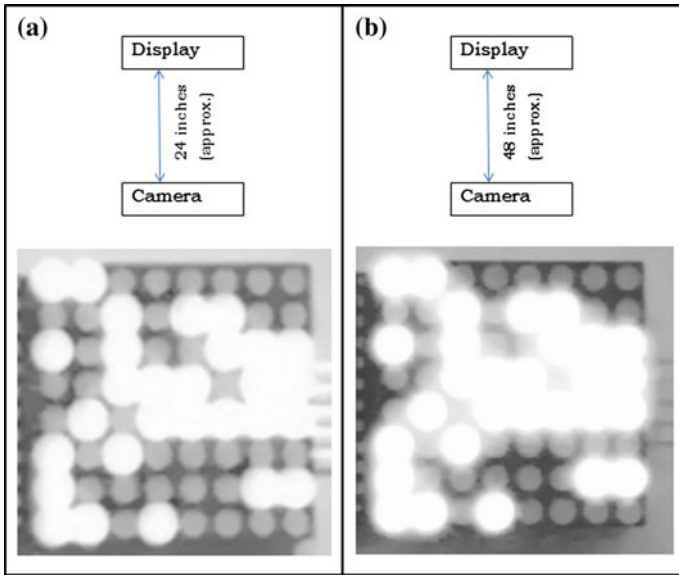 (a)
Display
24 inches
(approx.)
Camera
(b)
Display
48 inches
(approx.)
Camera